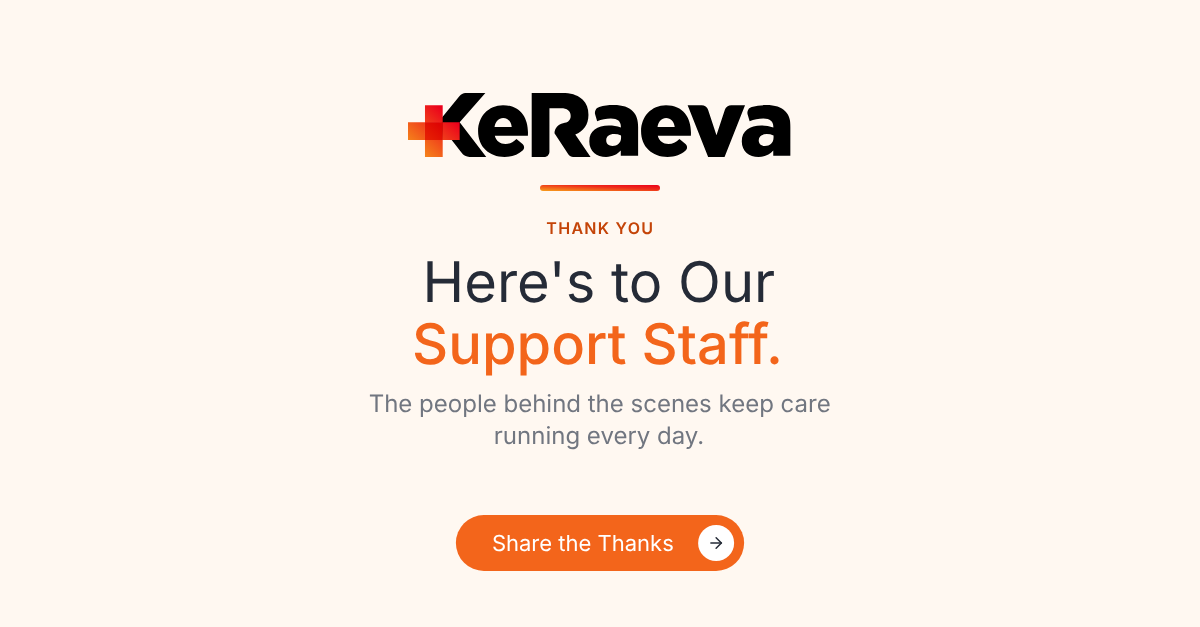 KeRaeva
THANK YOU
Here's to Our
Support Staff.
The people behind the scenes keep care
running every day.
Share the Thanks